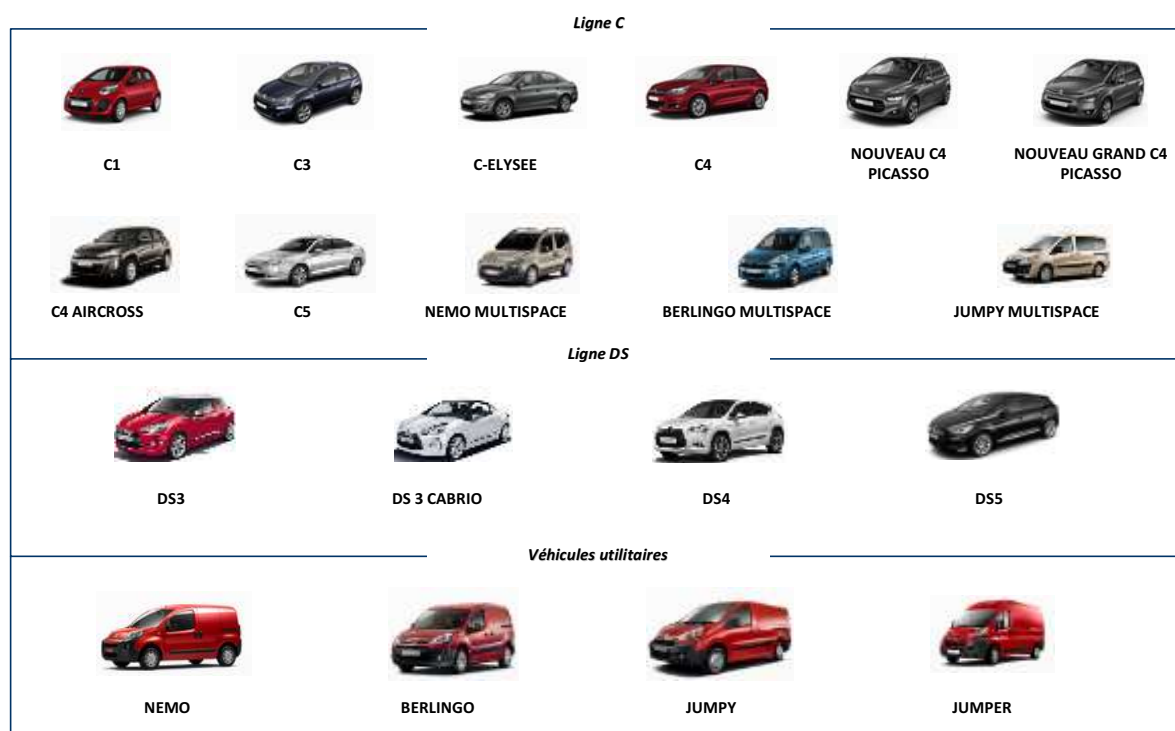 Ligne C
C1
C3
C-ELYSEE
C4
NOUVEAU C4
PICASSO
NOUVEAU GRAND C4
PICASSO
C4 AIRCROSS
C5
NEMO MULTISPACE
BERLINGO MULTISPACE
JUMPY MULTISPACE
Ligne DS
DS3
DS 3 CABRIO
DS4
DS5
Véhicules utilitaires
NEMO
BERLINGO
JUMPY
JUMPER